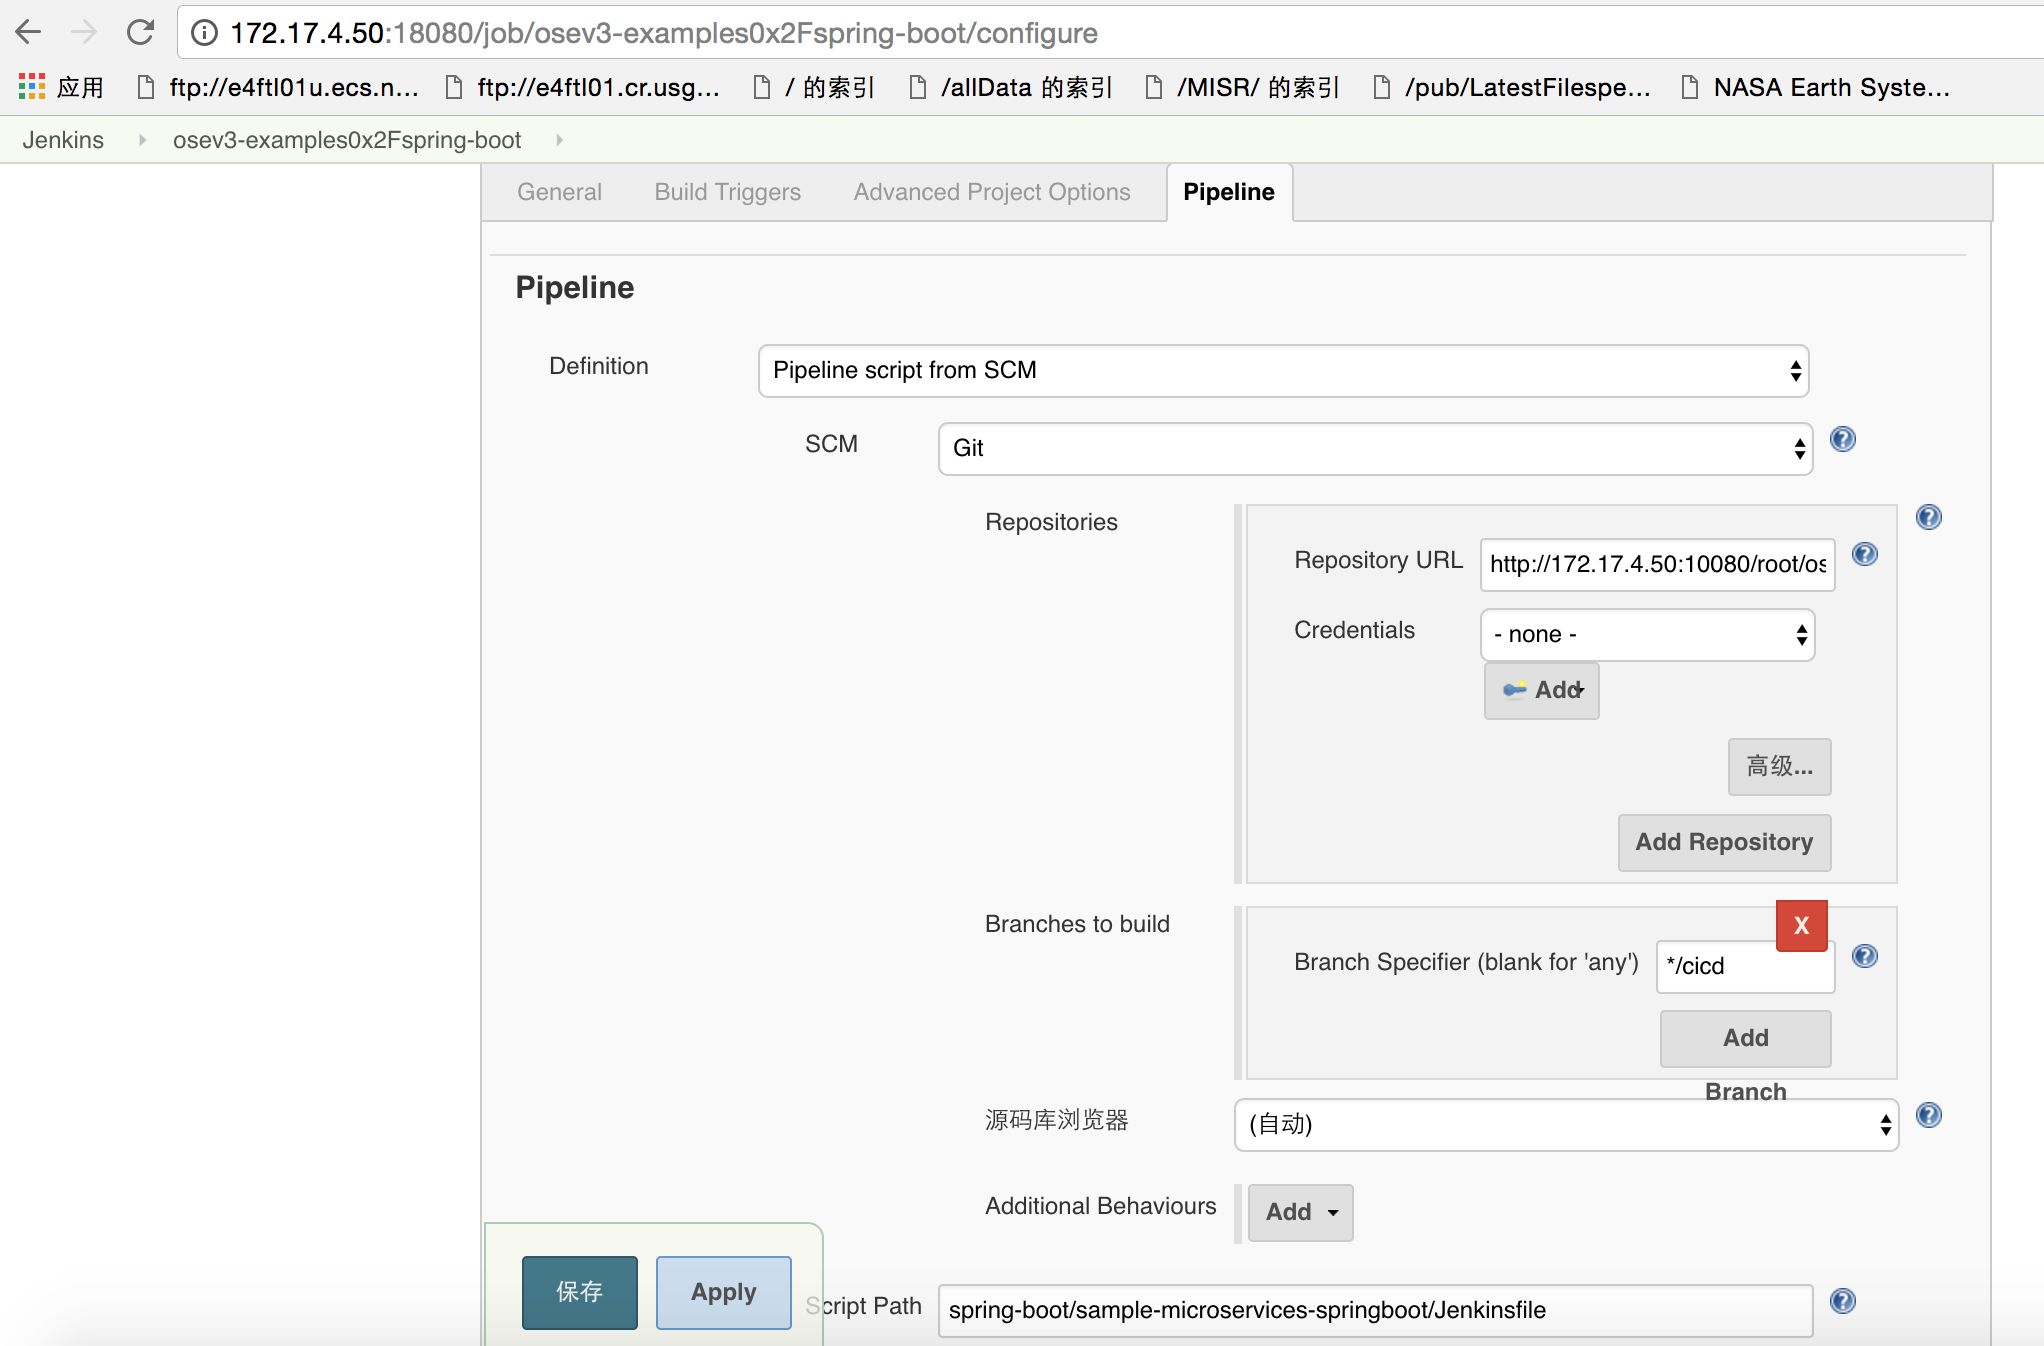 172.17.4.50:18080/job/osev3-examples0x2Fspring-boot/configure
应用 ftp://e4ftl01u.ecs.n... ftp://e4ftl01.cr.usg... / 的索引 /allData 的索引 /MISR/ 的索引 /pub/LatestFilespe... NASA Earth Syste...
Jenkins osev3-examples0x2Fspring-boot
General Build Triggers Advanced Project Options Pipeline
Pipeline
Definition Pipeline script from SCM
SCM Git
Repositories
Repository URL http://172.17.4.50:10080/root/os
Credentials - none -
Add
高级...
Add Repository
Branches to build
X
Branch Specifier (blank for 'any') */cicd
Add
Branch
源码库浏览器 (自动)
Additional Behaviours Add
保存 Apply
Script Path spring-boot/sample-microservices-springboot/Jenkinsfile